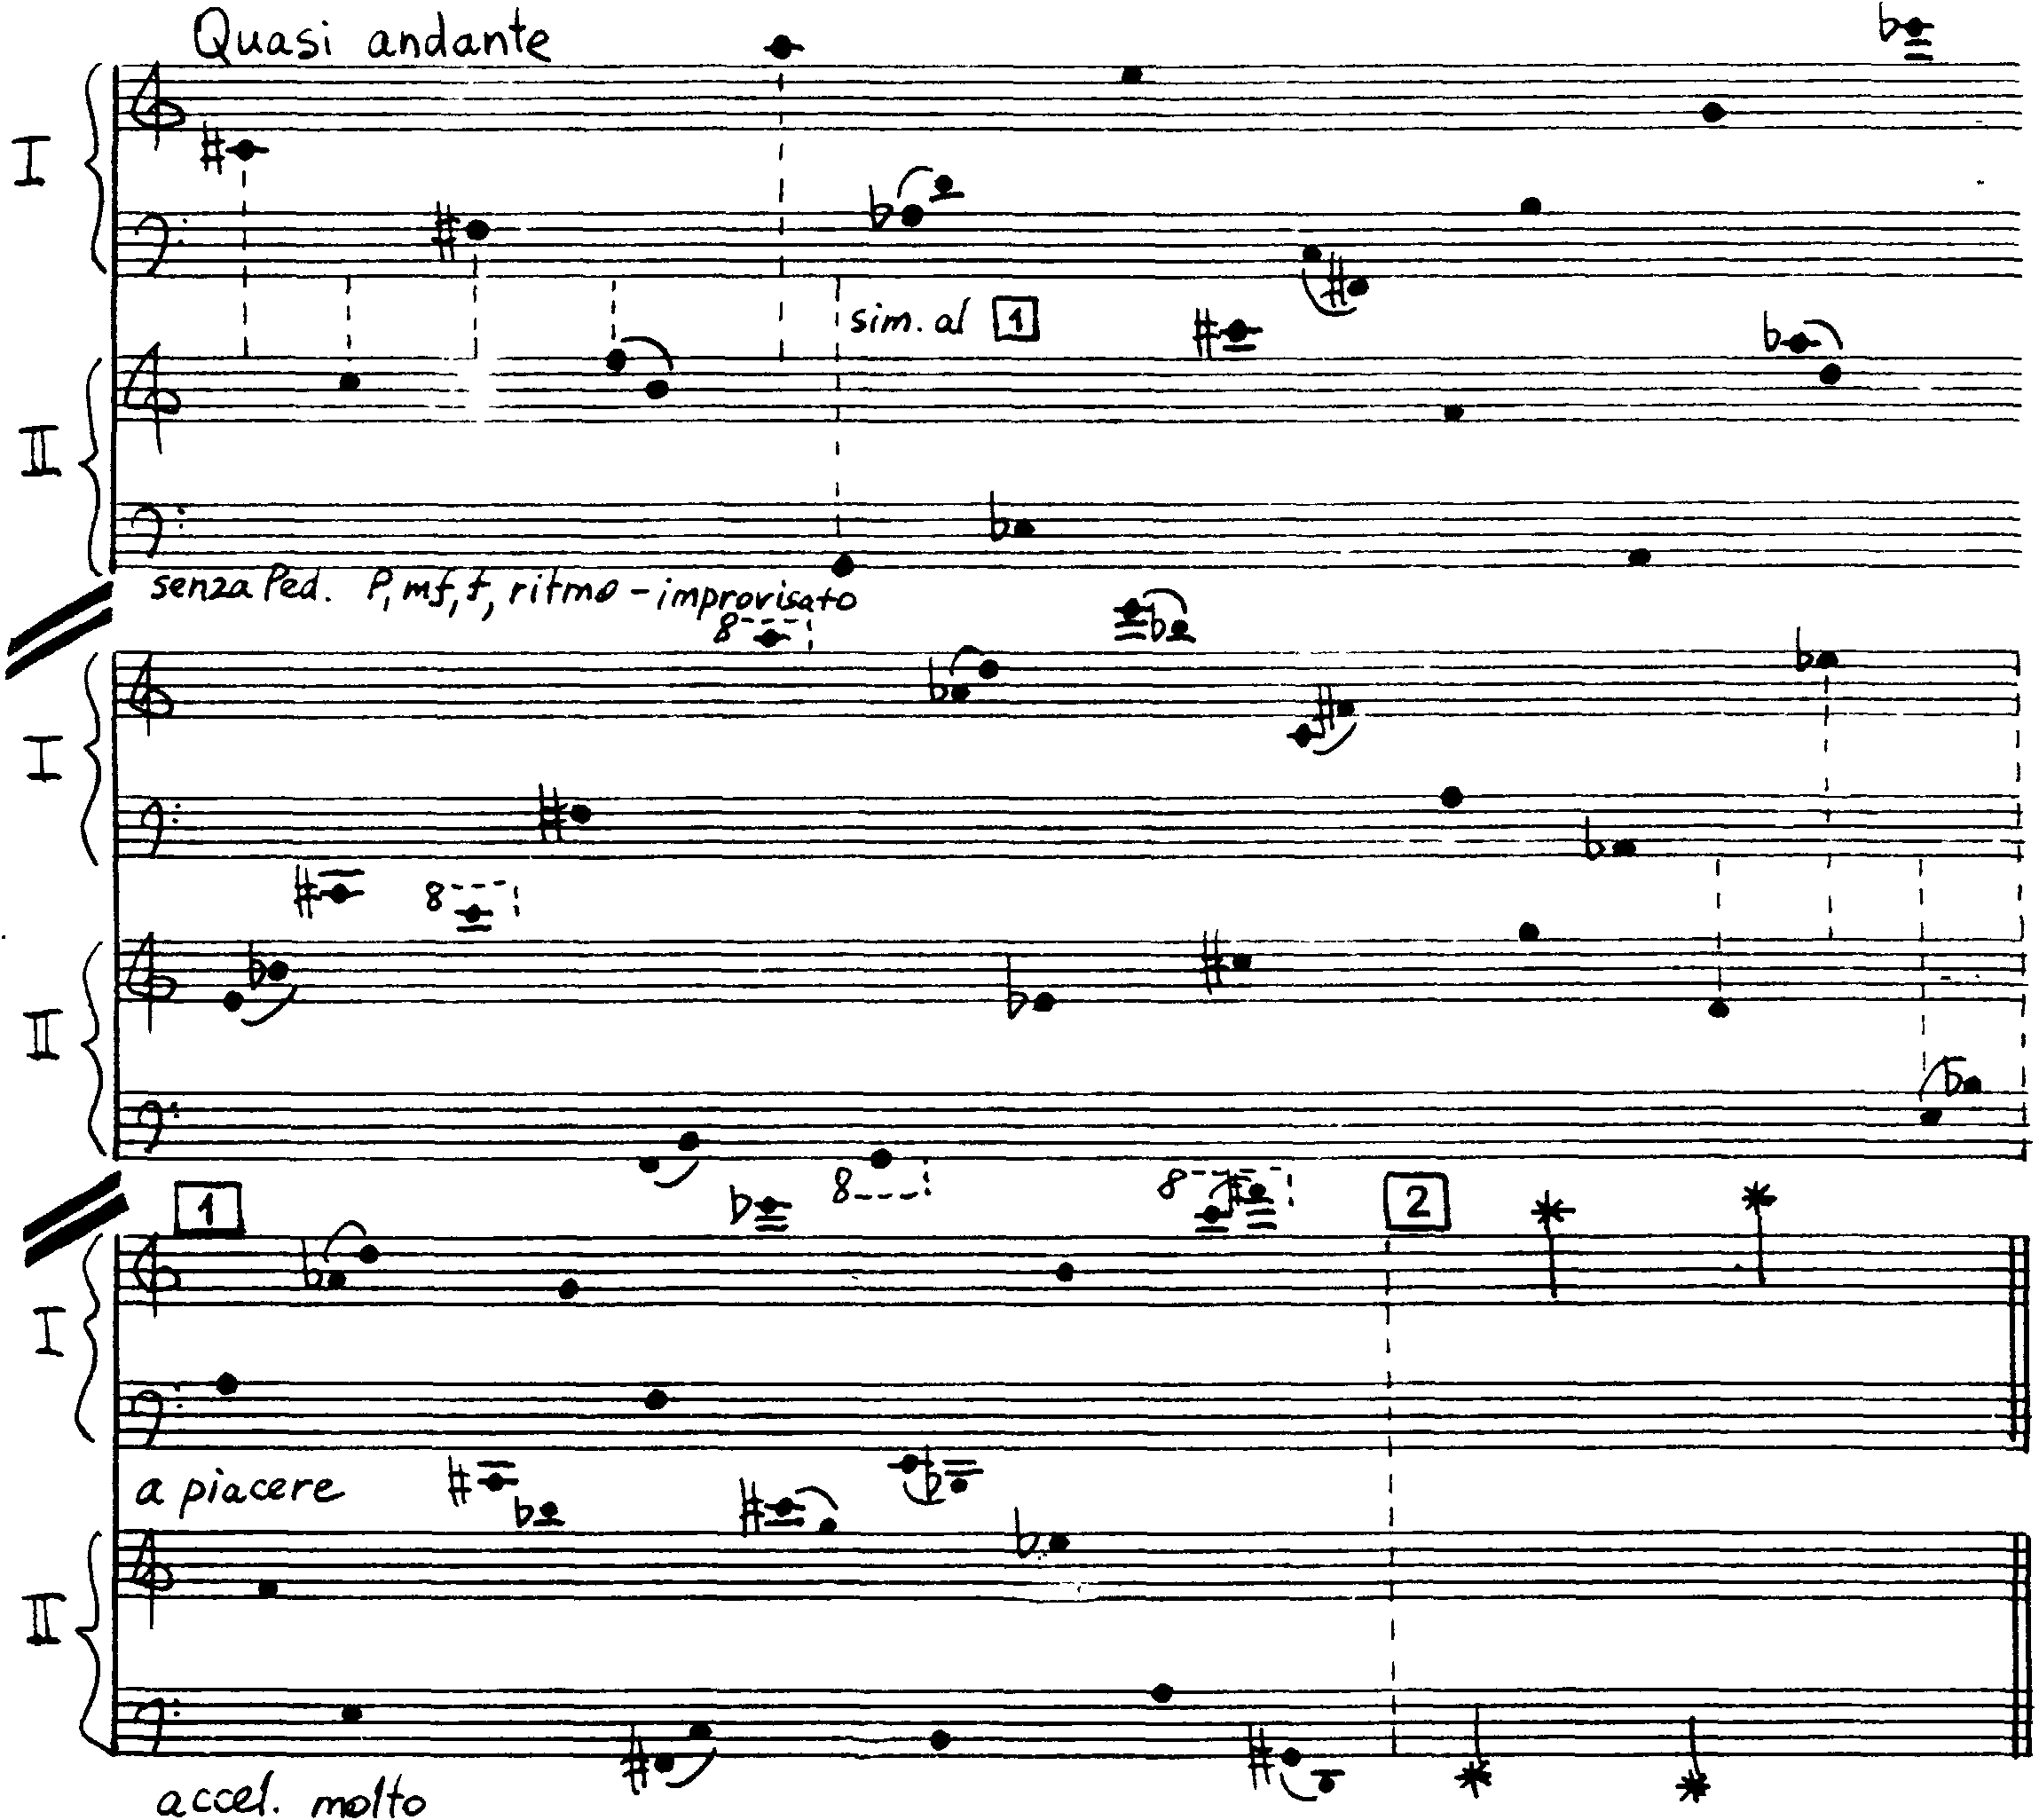 Quasi andante
I
sim. al 1
II
senza Ped. P, mf, f, ritmo - improvisato
8
I
8
II
8
8
1
2
I
a piacere
II
accel. molto